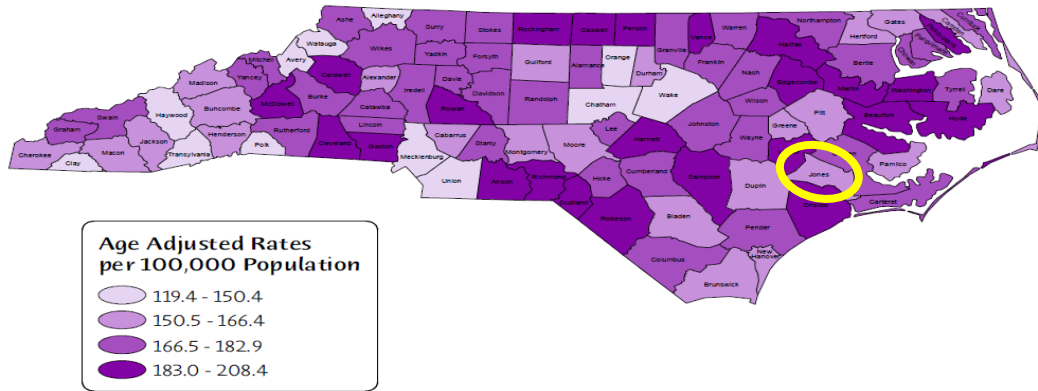 Ashe
Alleghany
Surry
Stokes
Rockingham
Caswell
Person
Vance
Warren
Northampton
Gates
Hertford
Halifax
Granville
Watauga
Wilkes
Yadkin
Forsyth
Guilford
Alamance
Orange
Durham
Franklin
Nash
Bertie
Chowan
Mitchel
Avery
Caldwell
Alexander
Davie
Iredell
Davidson
Randolph
Chatham
Wake
Edgecombe
Martin
Washington
Tyrrell
Dare
Madison
Yancey
Burke
McDowell
Catawba
Rowan
Wilson
Pitt
Beaufort
Hyde
Buncombe
Haywood
Swain
Graham
Rutherford
Lincoln
Cabarrus
Lee
Johnston
Greene
Wayne
Cherokee
Clay
Macon
Jackson
Henderson
Transylvania
Polk
Cleveland
Gaston
Mecklenburg
Stanly
Montgomery
Moore
Harnett
Pamlico
Union
Anson
Richmond
Hoke
Cumberland
Sampson
Duplin
Jones
Carteret
Scotland
Robeson
Bladen
Pender
Columbus
New
Hanover
Brunswick
Age Adjusted Rates
per 100,000 Population
119.4 - 150.4
150.5 - 166.4
166.5 - 182.9
183.0 - 208.4